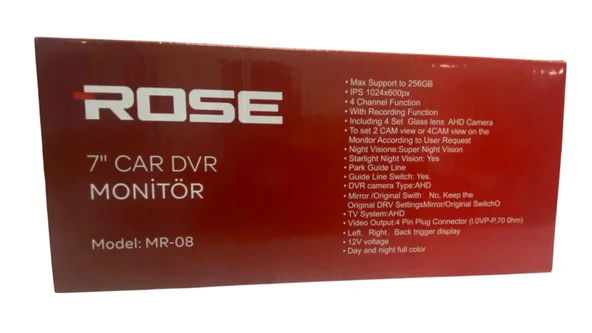 ROSE
7" CAR DVR
MONİTÖR
Model: MR-08
• Max Support to 256GB
• IPS 1024x600px
• 4 Channel Function
• With Recording Function
• Including 4 Set Glass lens AHD Camera
• To set 2 CAM view or 4CAM view on the
Monitor According to User Request
• Night Visione:Super Night Vision
• Starlight Night Vision: Yes
• Park Guide Line
• Guide Line Switch: Yes.
• DVR camera Type:AHD
• Mirror /Original Swith: No, Keep the
Original DRV SettingsMirror/Original SwitchO
• TV System:AHD
• Video Output:4 Pin Plug Connector (I.0VP-P,70 0hm)
• Left、Right、Back trigger display
• 12V voltage
• Day and night full color